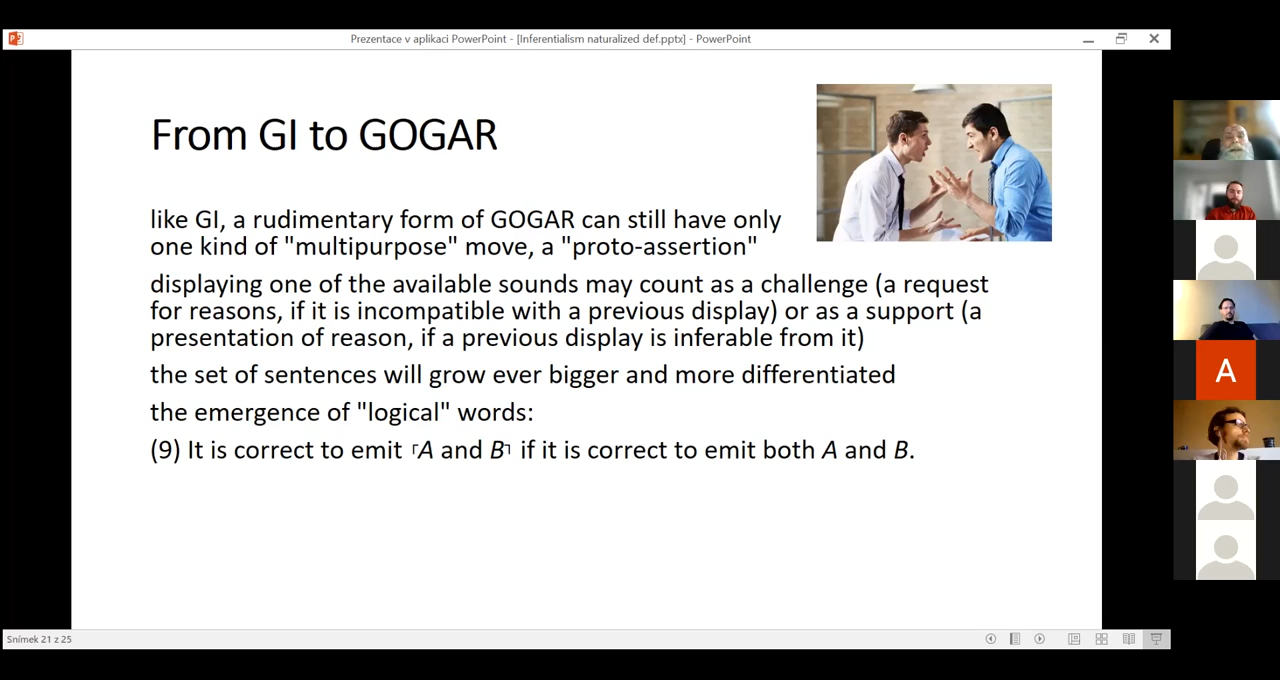 Prezentace v aplikaci PowerPoint - [Inferentialism naturalized def.pptx] - PowerPoint
From GI to GOGAR
like GI, a rudimentary form of GOGAR can still have only
one kind of "multipurpose" move, a "proto-assertion"
displaying one of the available sounds may count as a challenge (a request
for reasons, if it is incompatible with a previous display) or as a support (a
presentation of reason, if a previous display is inferable from it)
the set of sentences will grow ever bigger and more differentiated
the emergence of "logical" words:
(9) It is correct to emit ⌜A and B⌝ if it is correct to emit both A and B.
A
Snímek 21 z 25